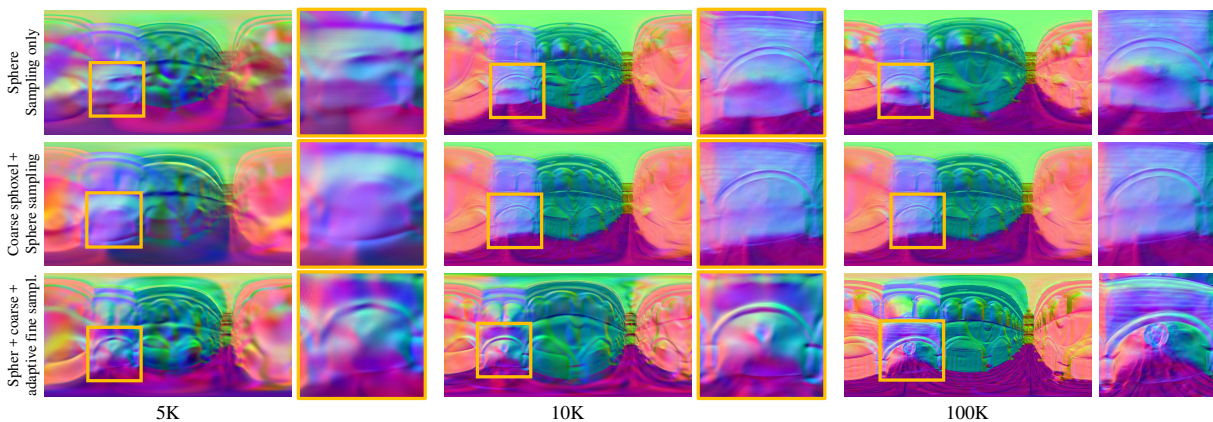 Sphere
Sampling only
Coarse sphoxel +
Sphere sampling
Spher + coarse +
adaptive fine sampl.
5K
10K
100K